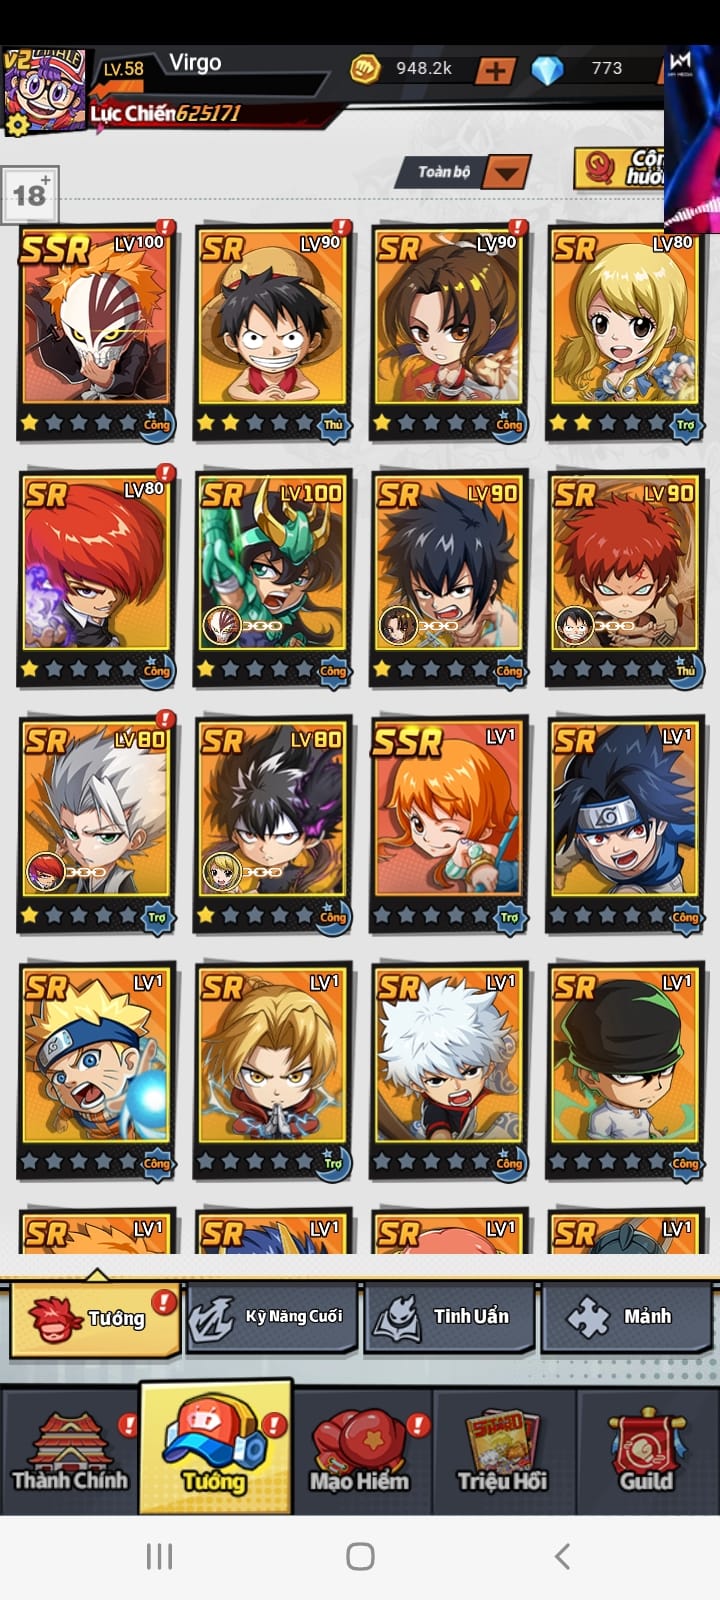 V2
LV.58
Virgo
948.2k
773
Lực Chiến 625171
Toàn bộ
18+
SSR LV100
SR LV90
SR LV90
SR LV80
Công
Thủ
Công
Trợ
SR LV80
SR LV100
SR LV90
SR LV90
Công
Công
Công
Thủ
SR LV80
SR LV80
SSR LV1
SR LV1
Trợ
Công
Trợ
Công
SR LV1
SR LV1
SR LV1
SR LV1
Công
Trợ
Công
Công
SR LV1
SR LV1
SR LV1
SR LV1
Tướng
Kỹ Năng Cuối
Tinh Uẩn
Mảnh
Thành Chính
Tướng
Mạo Hiểm
Triệu Hồi
Guild